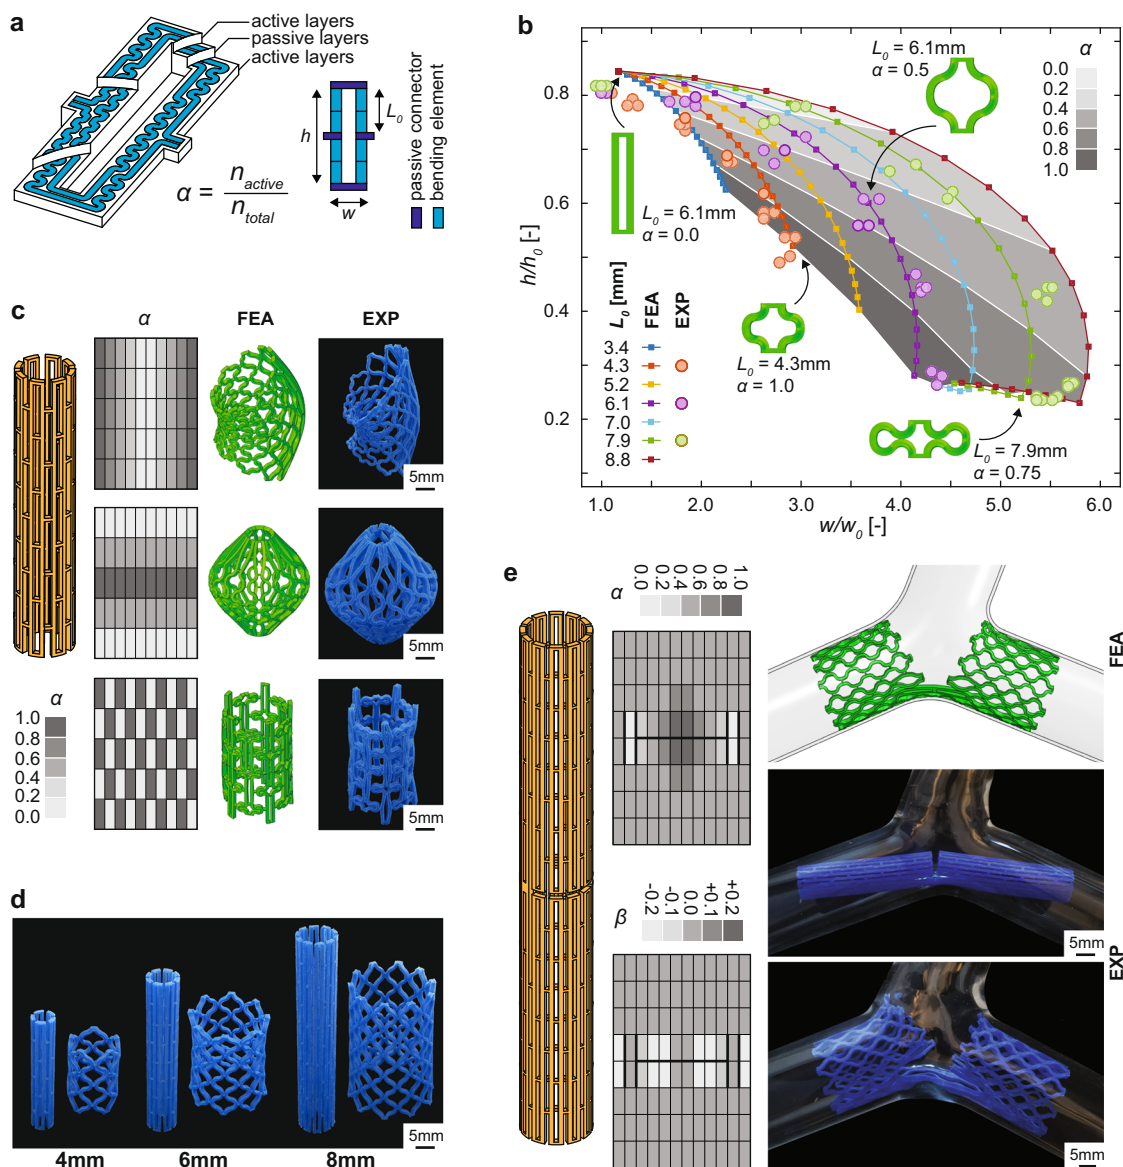 a
active layers
passive layers
active layers
h
L0
w
α = nactive / ntotal
passive connector
bending element
b
h/h0 [-]
0.8
0.6
0.4
0.2
1.0 2.0 3.0 4.0 5.0 6.0
w/w0 [-]
L0 = 6.1mm
α = 0.5
α
0.0
0.2
0.4
0.6
0.8
1.0
L0 = 6.1mm
α = 0.0
L0 = 4.3mm
α = 1.0
L0 = 7.9mm
α = 0.75
L0 [mm] FEA EXP
3.4
4.3
5.2
6.1
7.0
7.9
8.8
c
α FEA EXP
5mm
5mm
5mm
α
1.0
0.8
0.6
0.4
0.2
0.0
d
4mm 6mm 8mm
5mm
e
α
0.0 0.2 0.4 0.6 0.8 1.0
β
-0.2 -0.1 0.0 +0.1 +0.2
FEA
EXP
5mm
5mm